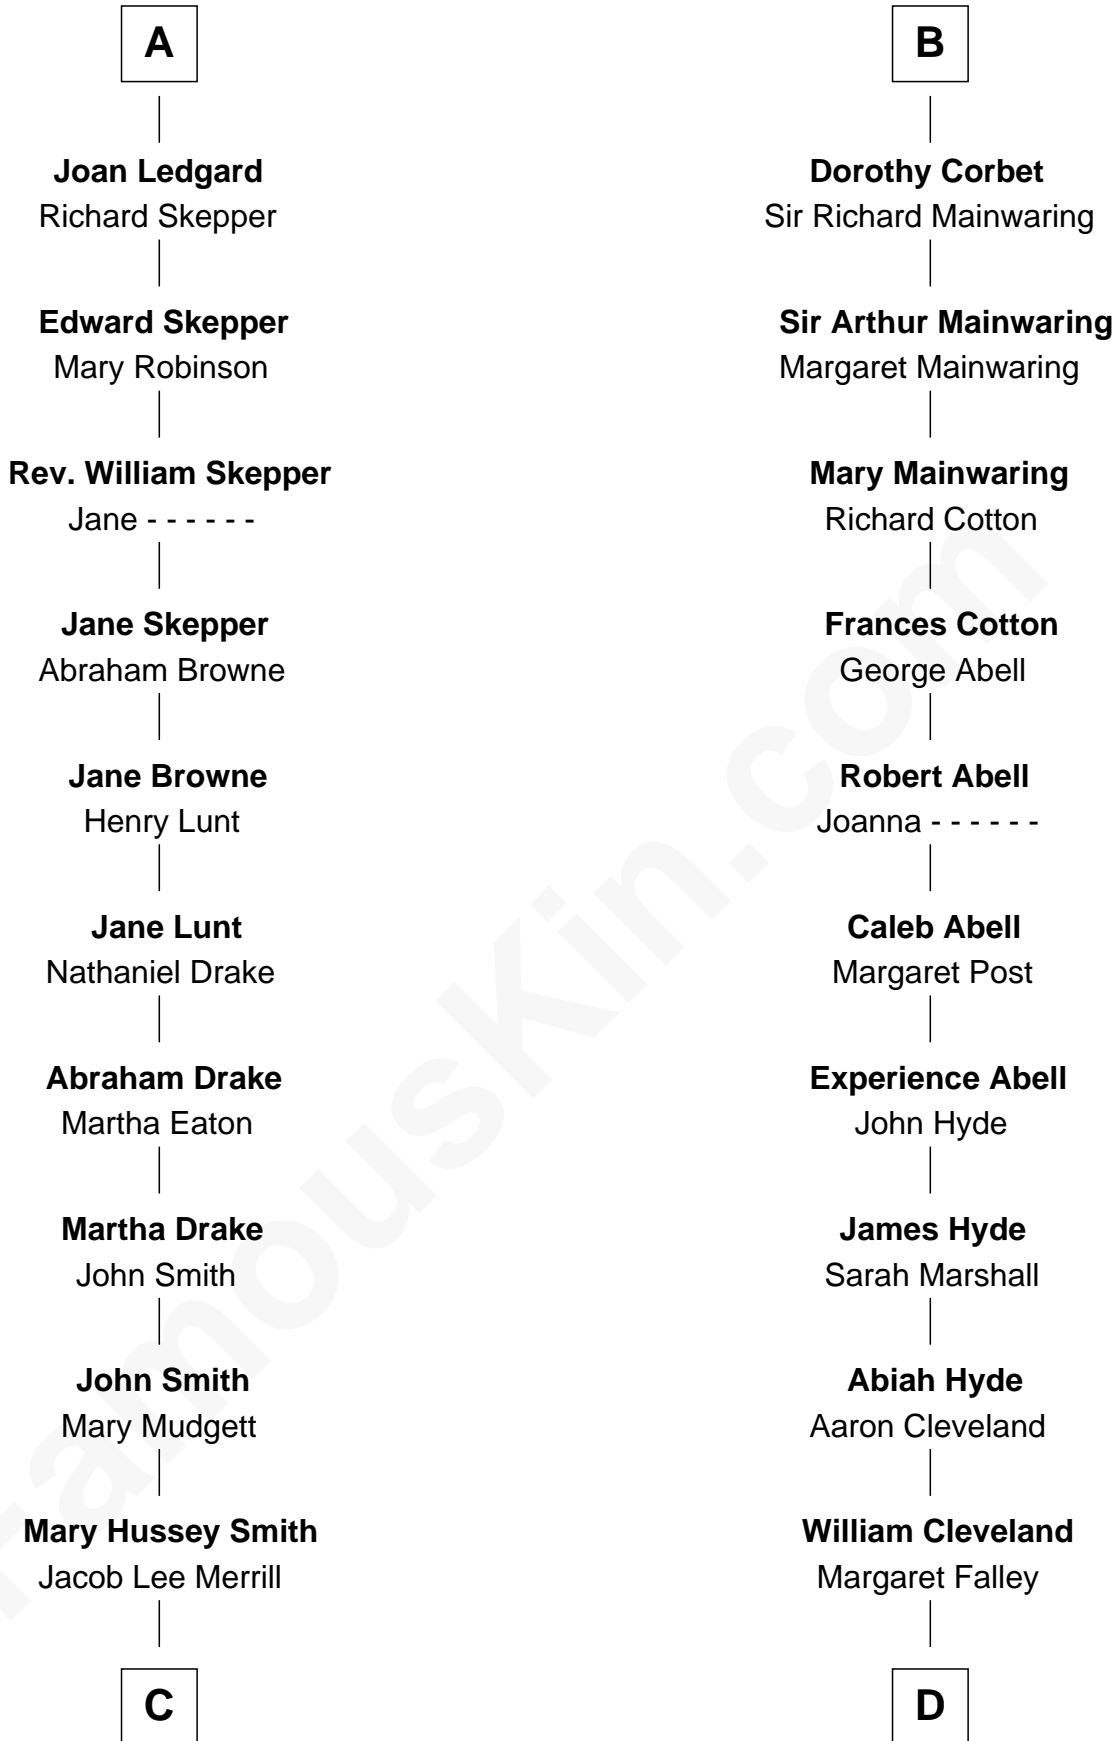 A
Joan Ledgard
Richard Skepper
Edward Skepper
Mary Robinson
Rev. William Skepper
Jane - - - - - -
Jane Skepper
Abraham Browne
Jane Browne
Henry Lunt
Jane Lunt
Nathaniel Drake
Abraham Drake
Martha Eaton
Martha Drake
John Smith
John Smith
Mary Mudgett
Mary Hussey Smith
Jacob Lee Merrill
C
B
Dorothy Corbet
Sir Richard Mainwaring
Sir Arthur Mainwaring
Margaret Mainwaring
Mary Mainwaring
Richard Cotton
Frances Cotton
George Abell
Robert Abell
Joanna - - - - - -
Caleb Abell
Margaret Post
Experience Abell
John Hyde
James Hyde
Sarah Marshall
Abiah Hyde
Aaron Cleveland
William Cleveland
Margaret Falley
D
FamousKin.com